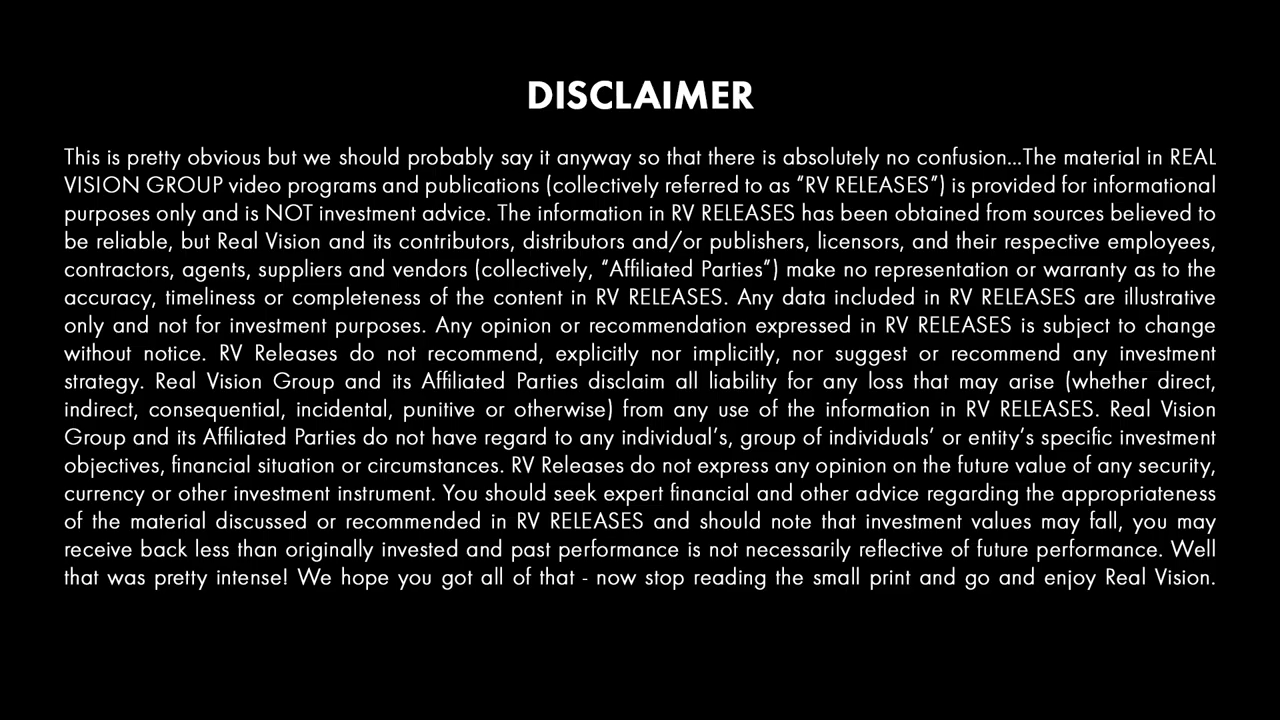 DISCLAIMER
This is pretty obvious but we should probably say it anyway so that there is absolutely no confusion...The material in REAL
VISION GROUP video programs and publications (collectively referred to as “RV RELEASES”) is provided for informational
purposes only and is NOT investment advice. The information in RV RELEASES has been obtained from sources believed to
be reliable, but Real Vision and its contributors, distributors and/or publishers, licensors, and their respective employees,
contractors, agents, suppliers and vendors (collectively, “Affiliated Parties”) make no representation or warranty as to the
accuracy, timeliness or completeness of the content in RV RELEASES. Any data included in RV RELEASES are illustrative
only and not for investment purposes. Any opinion or recommendation expressed in RV RELEASES is subject to change
without notice. RV Releases do not recommend, explicitly nor implicitly, nor suggest or recommend any investment
strategy. Real Vision Group and its Affiliated Parties disclaim all liability for any loss that may arise (whether direct,
indirect, consequential, incidental, punitive or otherwise) from any use of the information in RV RELEASES. Real Vision
Group and its Affiliated Parties do not have regard to any individual’s, group of individuals’ or entity’s specific investment
objectives, financial situation or circumstances. RV Releases do not express any opinion on the future value of any security,
currency or other investment instrument. You should seek expert financial and other advice regarding the appropriateness
of the material discussed or recommended in RV RELEASES and should note that investment values may fall, you may
receive back less than originally invested and past performance is not necessarily reflective of future performance. Well
that was pretty intense! We hope you got all of that - now stop reading the small print and go and enjoy Real Vision.